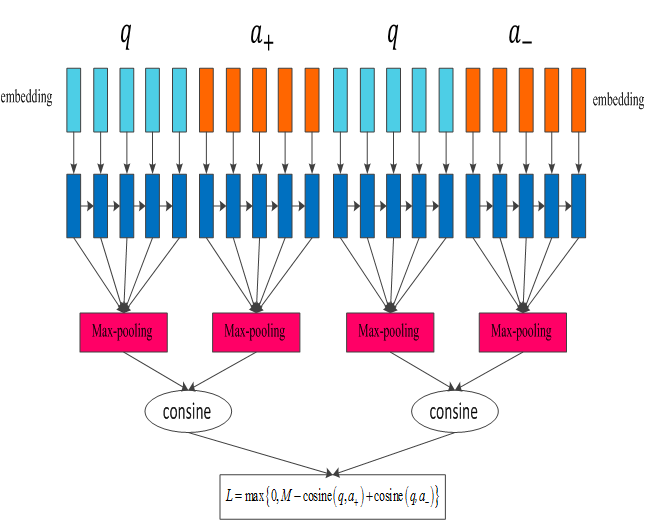 q a₊ q a₋
embedding embedding
Max-pooling Max-pooling Max-pooling Max-pooling
consine consine
L = max{0, M − cosine(q, a₊) + cosine(q, a₋)}